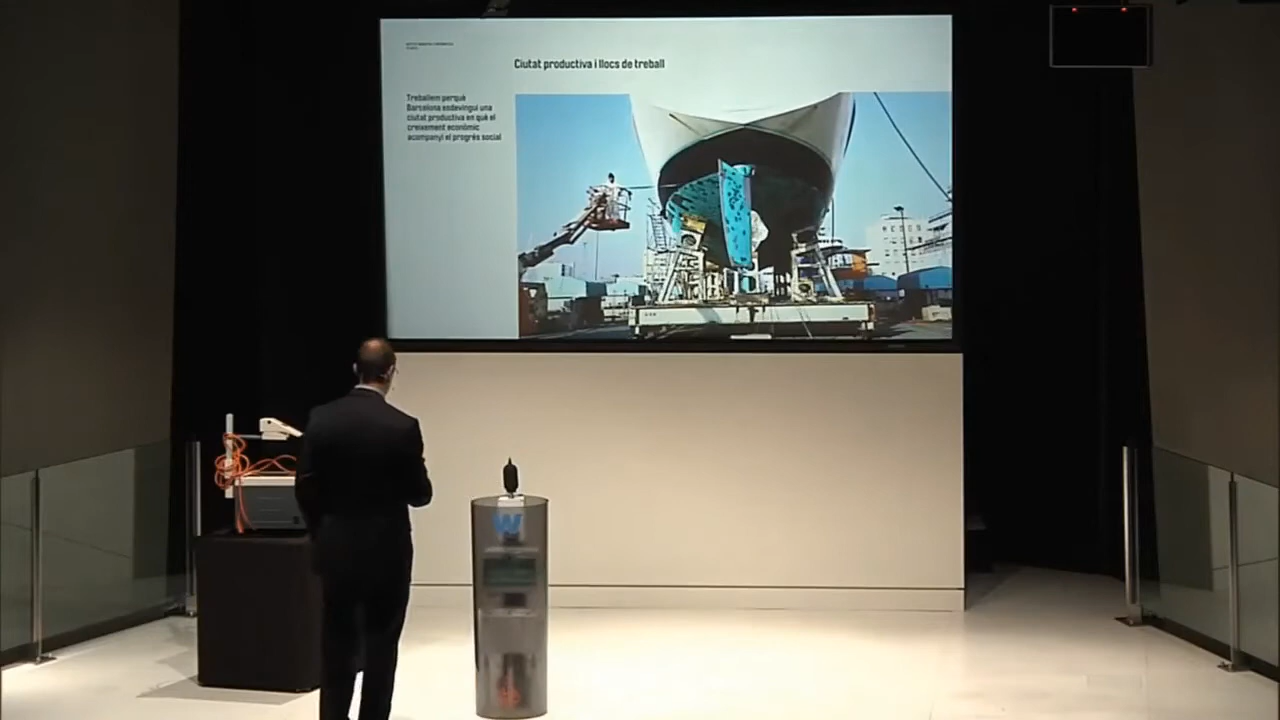 Ciutat productiva i llocs de treball
Treballem perquè
Barcelona esdevingui una
ciutat productiva en què el
creixement econòmic
acompanyi el progrés social
W